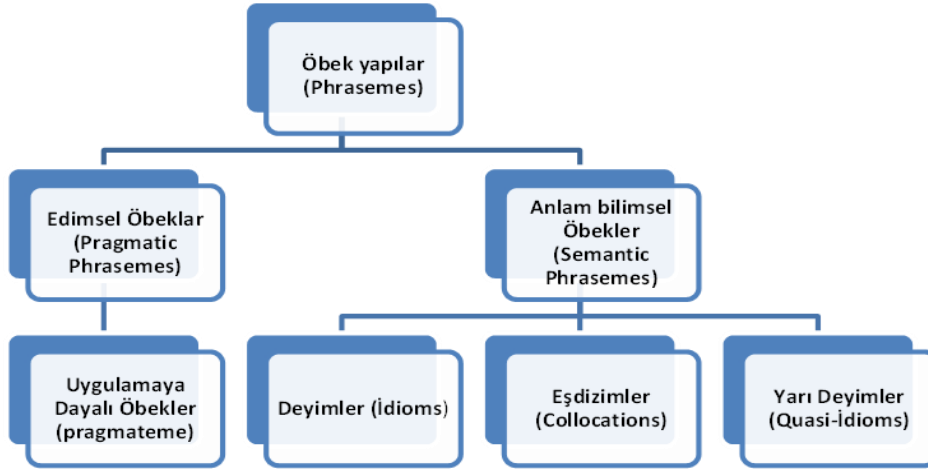 Öbek yapılar
(Phrasemes)
Edimsel Öbeklar
(Pragmatic
Phrasemes)
Anlam bilimsel
Öbekler
(Semantic
Phrasemes)
Uygulamaya
Dayalı Öbekler
(pragmateme)
Deyimler (İdioms)
Eşdizimler
(Collocations)
Yarı Deyimler
(Quasi-İdioms)